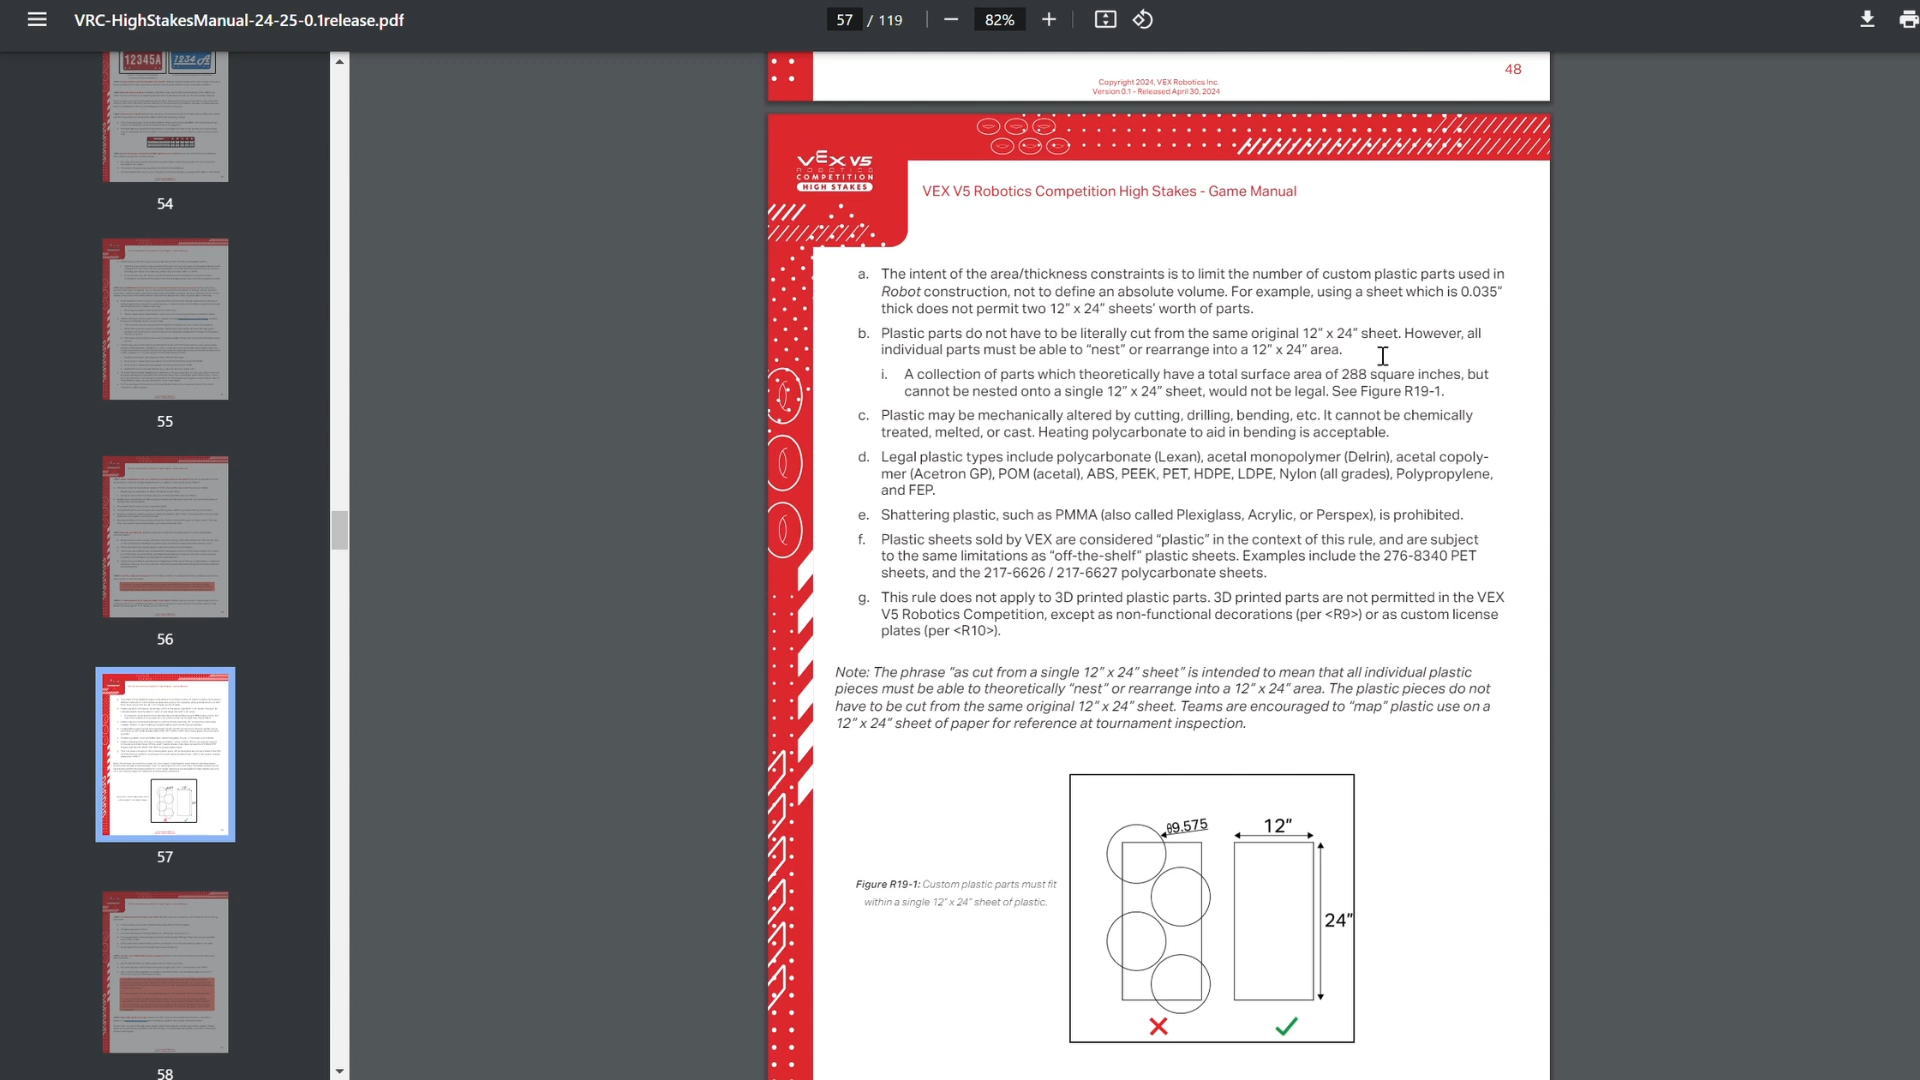 VRC-HighStakesManual-24-25-0.1release.pdf
57 / 119
82%
12345A
1234A
54
55
56
57
58
48
Copyright 2024, VEX Robotics Inc.
Version 0.1 - Released April 30, 2024
VEX V5
ROBOTICS
COMPETITION
HIGH STAKES
VEX V5 Robotics Competition High Stakes - Game Manual
a. The intent of the area/thickness constraints is to limit the number of custom plastic parts used in
Robot construction, not to define an absolute volume. For example, using a sheet which is 0.035”
thick does not permit two 12” x 24” sheets’ worth of parts.
b. Plastic parts do not have to be literally cut from the same original 12” x 24” sheet. However, all
individual parts must be able to “nest” or rearrange into a 12” x 24” area.
i. A collection of parts which theoretically have a total surface area of 288 square inches, but
cannot be nested onto a single 12” x 24” sheet, would not be legal. See Figure R19-1.
c. Plastic may be mechanically altered by cutting, drilling, bending, etc. It cannot be chemically
treated, melted, or cast. Heating polycarbonate to aid in bending is acceptable.
d. Legal plastic types include polycarbonate (Lexan), acetal monopolymer (Delrin), acetal copoly-
mer (Acetron GP), POM (acetal), ABS, PEEK, PET, HDPE, LDPE, Nylon (all grades), Polypropylene,
and FEP.
e. Shattering plastic, such as PMMA (also called Plexiglass, Acrylic, or Perspex), is prohibited.
f. Plastic sheets sold by VEX are considered “plastic” in the context of this rule, and are subject
to the same limitations as “off-the-shelf” plastic sheets. Examples include the 276-8340 PET
sheets, and the 217-6626 / 217-6627 polycarbonate sheets.
g. This rule does not apply to 3D printed plastic parts. 3D printed parts are not permitted in the VEX
V5 Robotics Competition, except as non-functional decorations (per <R9>) or as custom license
plates (per <R10>).
Note: The phrase “as cut from a single 12” x 24” sheet” is intended to mean that all individual plastic
pieces must be able to theoretically “nest” or rearrange into a 12” x 24” area. The plastic pieces do not
have to be cut from the same original 12” x 24” sheet. Teams are encouraged to “map” plastic use on a
12” x 24” sheet of paper for reference at tournament inspection.
Figure R19-1: Custom plastic parts must fit
within a single 12” x 24” sheet of plastic.
θ9.575
12”
24”